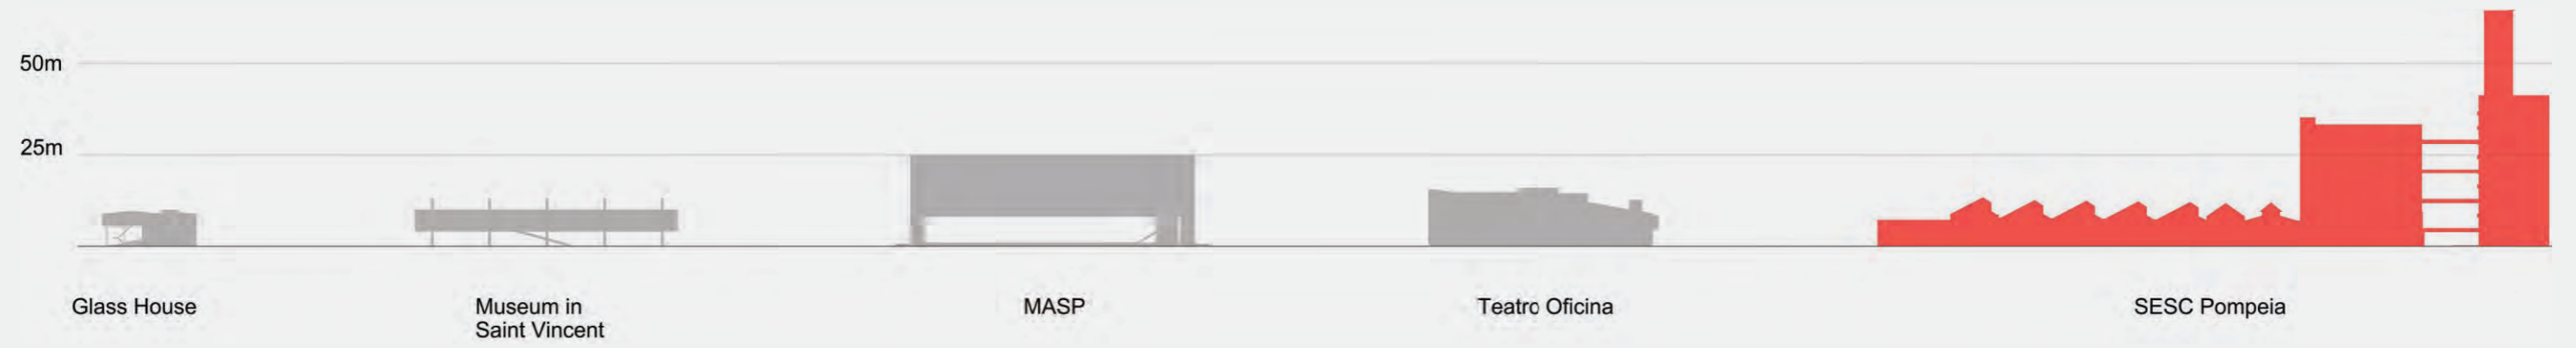 50m
25m
Glass House
Museum in
Saint Vincent
MASP
Teatro Oficina
SESC Pompeia